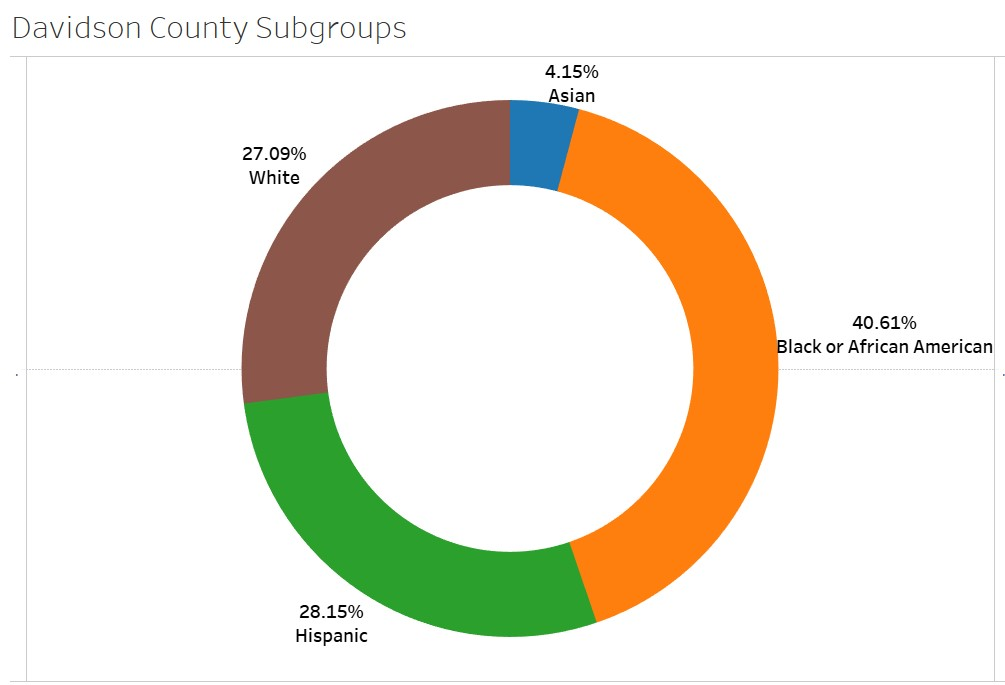 Davidson County Subgroups
4.15%
Asian
27.09%
White
40.61%
Black or African American
28.15%
Hispanic